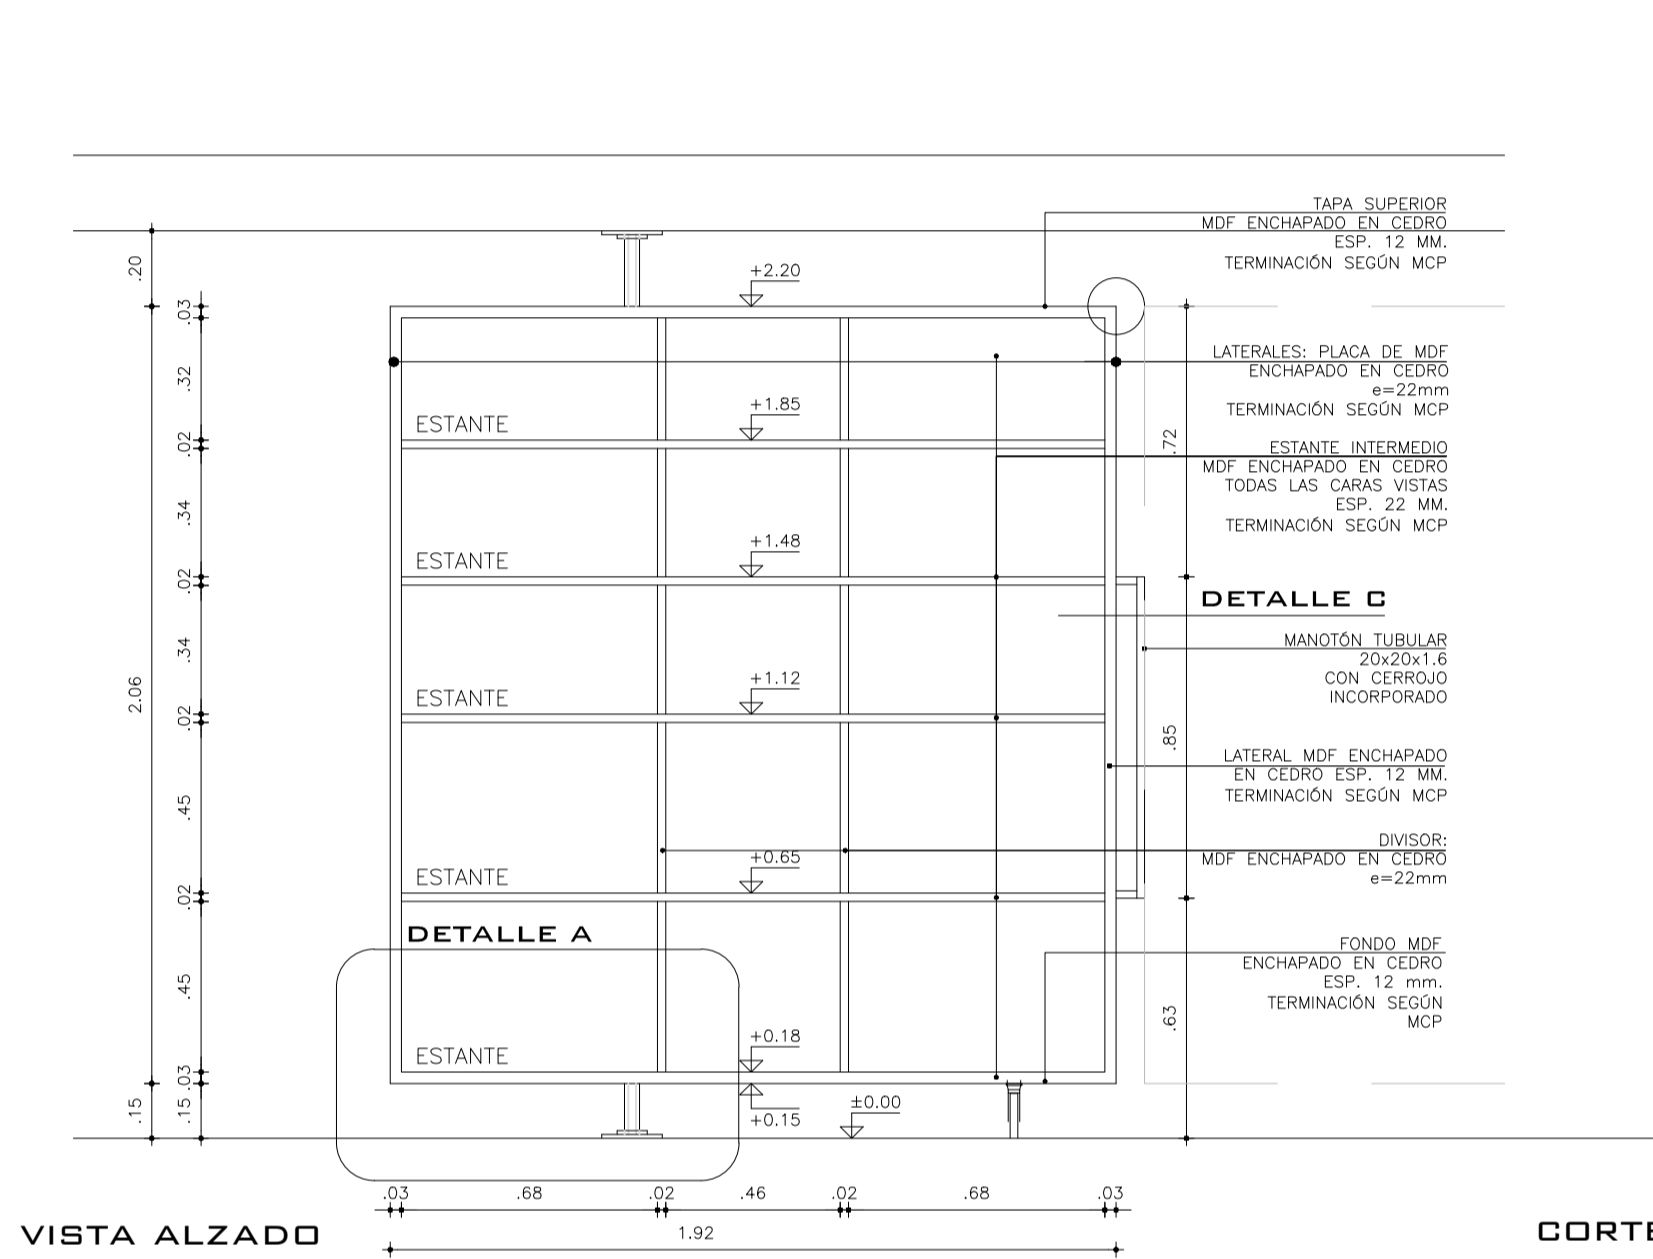 TAPA SUPERIOR
MDF ENCHAPADO EN CEDRO
ESP. 12 MM.
TERMINACIÓN SEGÚN MCP
.20
+2.20
.03
LATERALES: PLACA DE MDF
ENCHAPADO EN CEDRO
e=22mm
TERMINACIÓN SEGÚN MCP
.32
+1.85
ESTANTE
.02
.72
ESTANTE INTERMEDIO
MDF ENCHAPADO EN CEDRO
TODAS LAS CARAS VISTAS
ESP. 22 MM.
TERMINACIÓN SEGÚN MCP
.34
+1.48
ESTANTE
.02
DETALLE C
MANOTÓN TUBULAR
20x20x1.6
CON CERROJO
INCORPORADO
.34
2.06
+1.12
ESTANTE
.02
.85
LATERAL MDF ENCHAPADO
EN CEDRO ESP. 12 MM.
TERMINACIÓN SEGÚN MCP
.45
DIVISOR:
MDF ENCHAPADO EN CEDRO
e=22mm
+0.65
ESTANTE
.02
DETALLE A
FONDO MDF
ENCHAPADO EN CEDRO
ESP. 12 mm.
TERMINACIÓN SEGÚN
MCP
.45
.63
+0.18
ESTANTE
.03
.15
.15
+0.15
±0.00
.03 .68 .02 .46 .02 .68 .03
1.92
VISTA ALZADO
CORTE